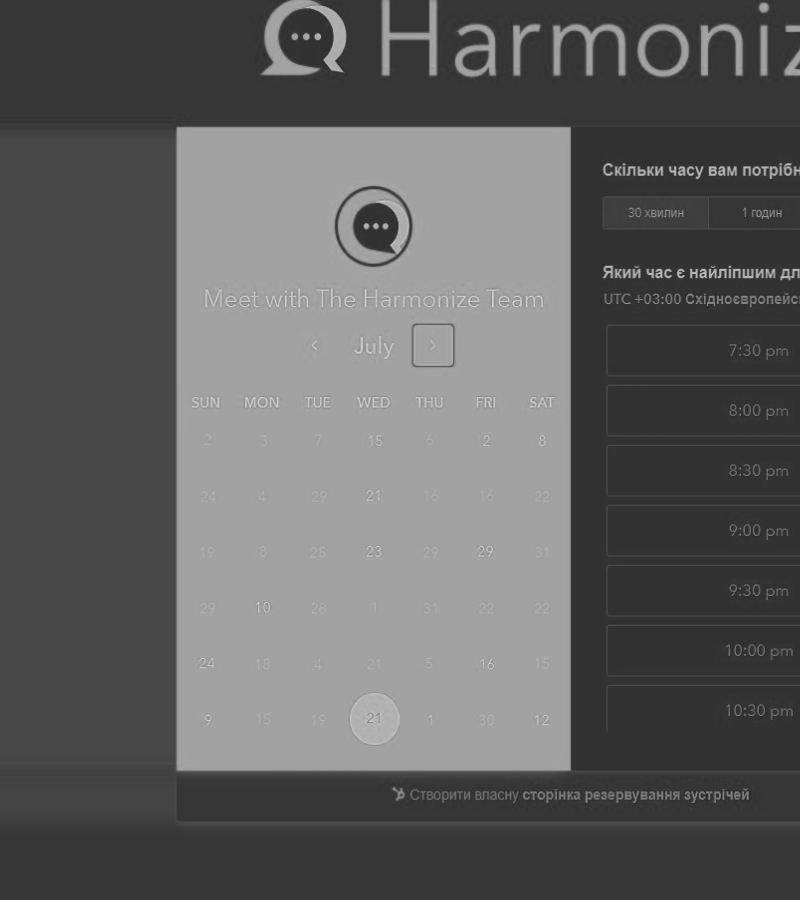 Harmoniz
Meet with The Harmonize Team
July
SUN MON TUE WED THU FRI SAT
2 3 7 15 6 2 8
24 4 29 21 16 16 22
19 8 25 23 29 29 31
29 10 28 1 31 22 22
24 18 4 21 5 16 15
9 15 19 21 1 30 12
Скільки часу вам потрібн
30 хвилин 1 годин
Який час є найліпшим дл
UTC +03:00 Східноєвропейс
7:30 pm
8:00 pm
8:30 pm
9:00 pm
9:30 pm
10:00 pm
10:30 pm
Створити власну сторінка резервування зустрічей